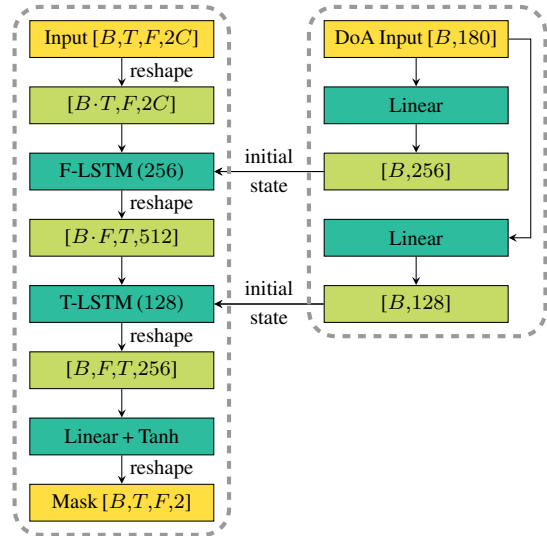 Input [B,T,F,2C]
reshape
[B·T,F,2C]
F-LSTM (256)
reshape
[B·F,T,512]
T-LSTM (128)
reshape
[B,F,T,256]
Linear + Tanh
reshape
Mask [B,T,F,2]
DoA Input [B,180]
Linear
[B,256]
initial
state
Linear
[B,128]
initial
state